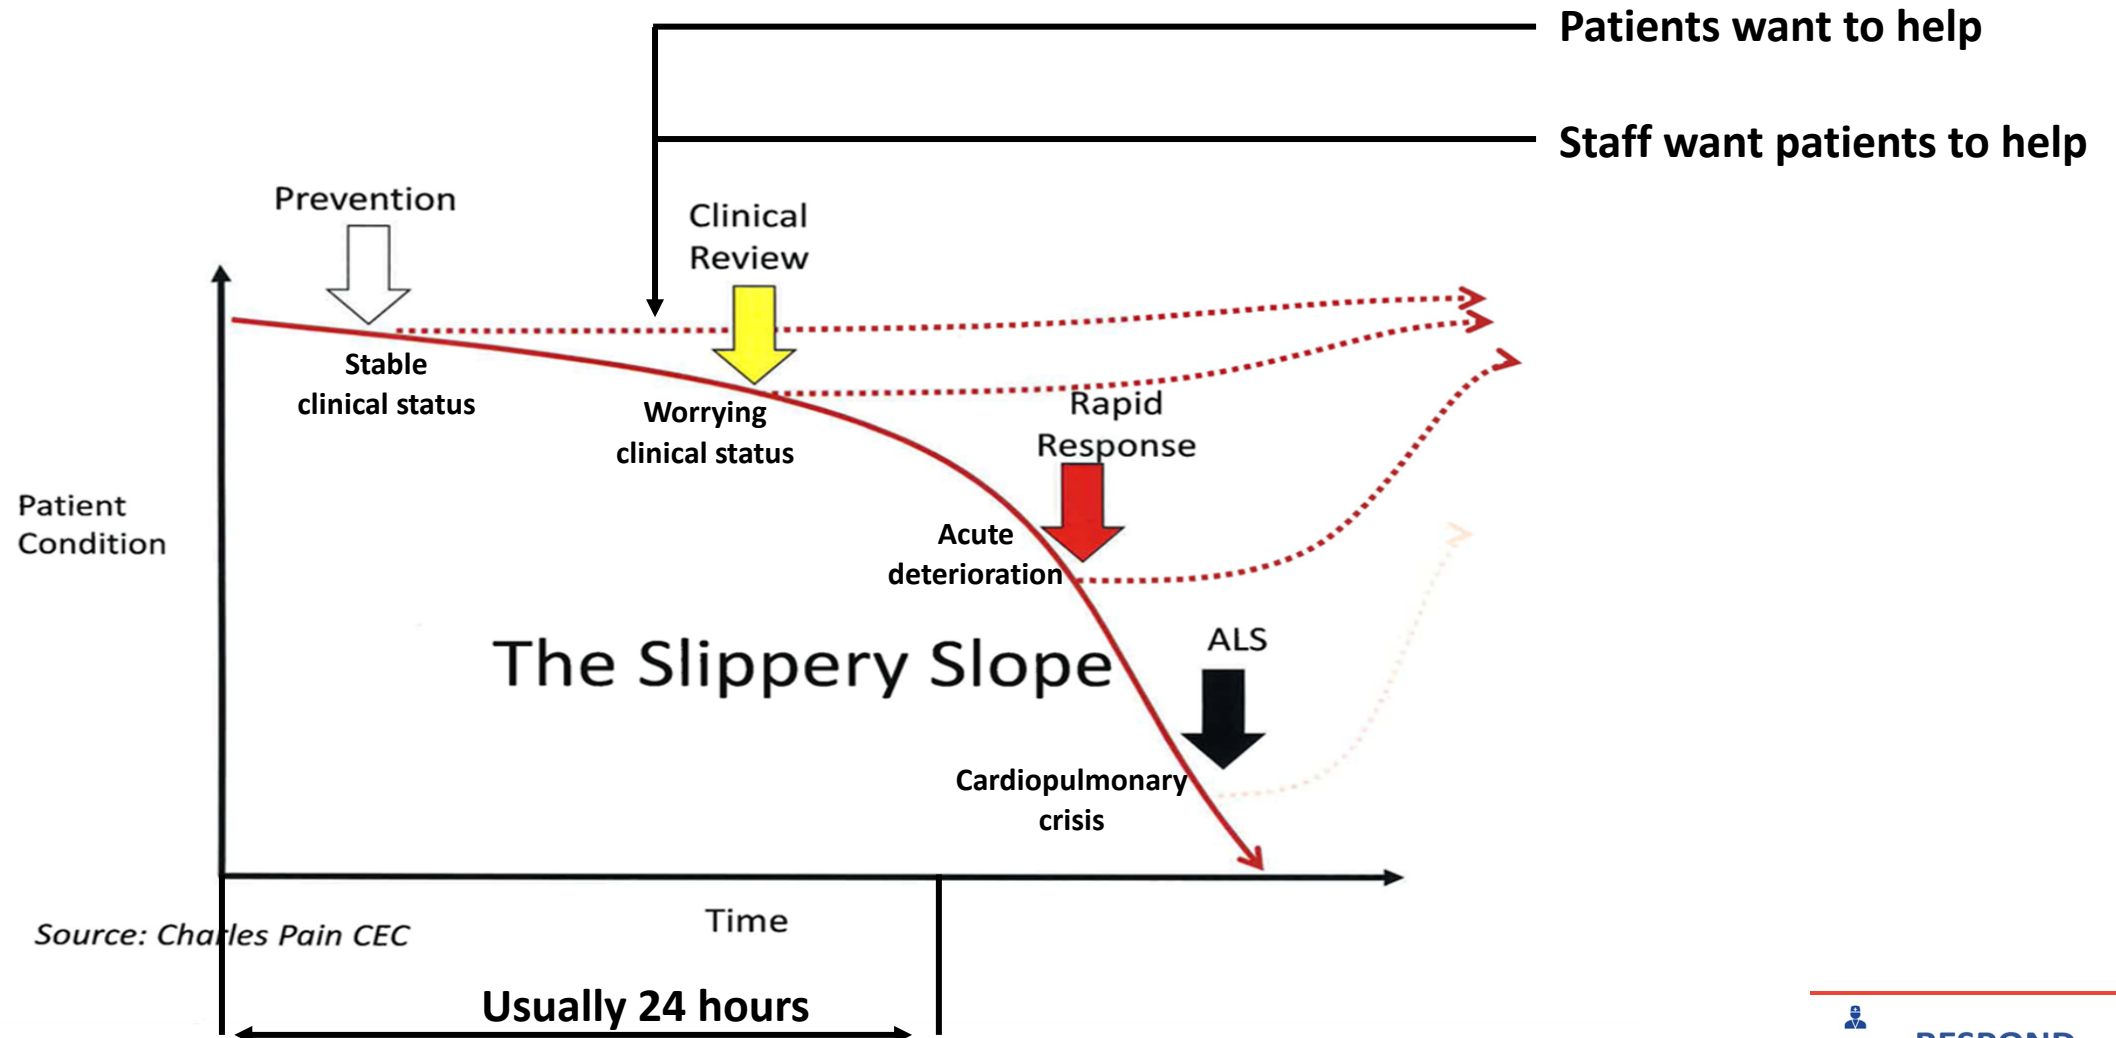 Patients want to help
Staff want patients to help
Prevention
Clinical
Review
Stable
clinical status
Worrying
clinical status
Rapid
Response
Patient
Condition
Acute
deterioration
The Slippery Slope
ALS
Cardiopulmonary
crisis
Time
Source: Charles Pain CEC
Usually 24 hours
RESPOND